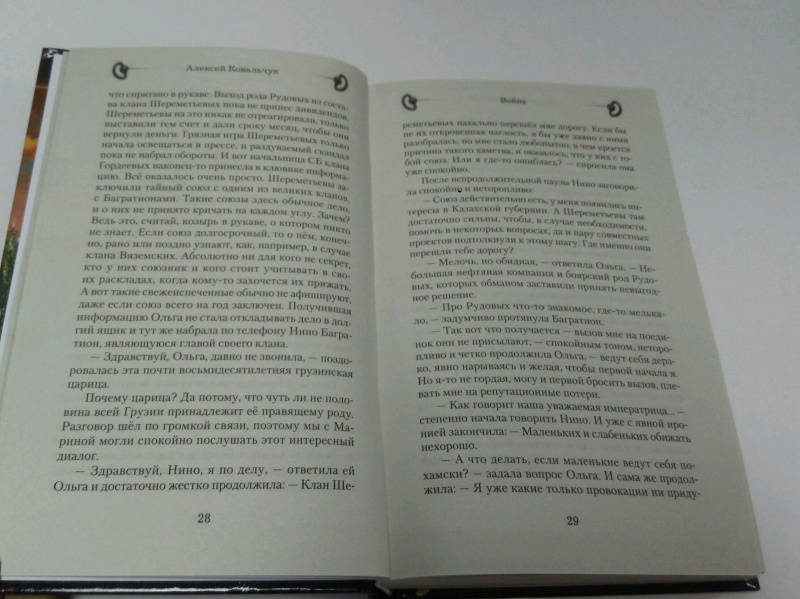 Алексей Ковальчук
что спрятано в рукаве. Выход рода Рудовых из соста-
ва клана Шереметьевых пока не принес дивидендов.
Шереметьевы на это никак не отреагировали, только
выставили тем счет и дали сроку месяц, чтобы они
вернули деньги. Грязная игра Шереметьевых только
начала освещаться в прессе, и раздуваемый скандал
пока не набрал обороты. И вот начальница СБ клана
Гордеевых наконец-то принесла в клювике информа-
цию. Всё оказалось очень просто. Шереметьевы за-
ключили тайный союз с одним из великих кланов,
с Багратионами. Такие союзы здесь обычное дело,
и о них не принято кричать на каждом углу. Зачем?
Ведь это, считай, козырь в рукаве, о котором никто
не знает. Если союз долгосрочный, то о нём, конеч-
но, рано или поздно узнают, как, например, в случае
клана Вяземских. Абсолютно ни для кого не секрет,
кто у них союзник и кого стоит учитывать в сво-
их раскладах, когда кому-то захочется их прижать.
А вот такие свежеиспеченные обычно не афишируют,
даже если союз всего на год заключен. Получившая
информацию Ольга не стала откладывать дело в дол-
гий ящик и тут же набрала по телефону Нино Багра-
тион, являющуюся главой своего клана.
— Здравствуй, Ольга, давно не звонила, — поздо-
ровалась эта почти восьмидесятилетняя грузинская
царица.
Почему царица? Да потому, что чуть ли не поло-
вина всей Грузии принадлежит её правящему роду.
Разговор шёл по громкой связи, поэтому мы с Ма-
риной могли спокойно послушать этот интересный
диалог.
— Здравствуй, Нино, я по делу, — ответила ей
Ольга и достаточно жестко продолжила: — Клан Ше-
28
Война
реметьевых нахально перешёл мне дорогу. Если бы
не их откровенная наглость, я бы уже давно с ними
разобралась, но мне стало любопытно, в чем кроется
причина такого хамства, и оказалось, что у них с то-
бой союз. Или я где-то ошиблась? — спросила она
уже спокойно.
После непродолжительной паузы Нино заговори-
ла спокойно и неторопливо:
— Союз действительно есть, у меня появились ин-
тересы в Казахской губернии. А Шереметьевы там
достаточно сильны, чтобы, в случае необходимости,
помочь в некоторых вопросах, да и пару совместных
проектов подтолкнули к этому шагу. Где именно они
перешли тебе дорогу?
— Мелочь, но обидная, — ответила Ольга. — Не-
большая нефтяная компания и боярский род Рудо-
вых, которых обманом заставили принять невыгод-
ное решение.
— Про Рудовых что-то знакомое, где-то мелька-
ло, — задумчиво протянула Багратион.
— Так вот что получается — вызов мне на поеди-
нок они не присылают, — спокойным тоном, неторо-
пливо и четко продолжила Ольга, — ведут себя дерз-
ко, явно нарываясь и желая, чтобы первой начала я.
Но я-то не гордая, могу и первой бросить вызов, пле-
вать мне на репутационные потери.
— Как говорит наша уважаемая императрица... —
степенно начала говорить Нино. И уже с явной иро-
нией закончила: — Маленьких и слабеньких обижать
нехорошо.
— А что делать, если маленькие ведут себя по-
хамски? — задала вопрос Ольга. И сама же продол-
жила: — Я уже какие только провокации ни приду-
29